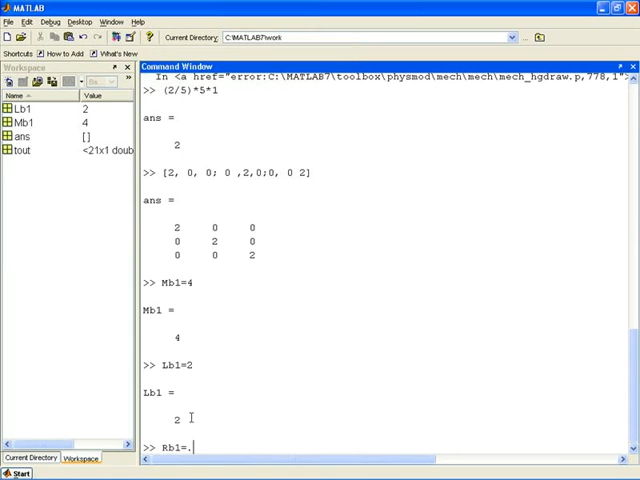 MATLAB
File Edit Debug Desktop Window Help
Current Directory: C:\MATLAB7\work
Shortcuts How to Add What's New
Workspace
Name Value
Lb1 2
Mb1 4
ans []
tout <21x1 doub
Current Directory Workspace
Command Window
In <a href="error:C:\MATLAB7\toolbox\physmod\mech\mech\mech_hgdraw.p,778,1">
>> (2/5)*5*1
ans =
2
>> [2, 0, 0; 0 ,2,0;0, 0 2]
ans =
2 0 0
0 2 0
0 0 2
>> Mb1=4
Mb1 =
4
>> Lb1=2
Lb1 =
2
>> Rb1=.
Start